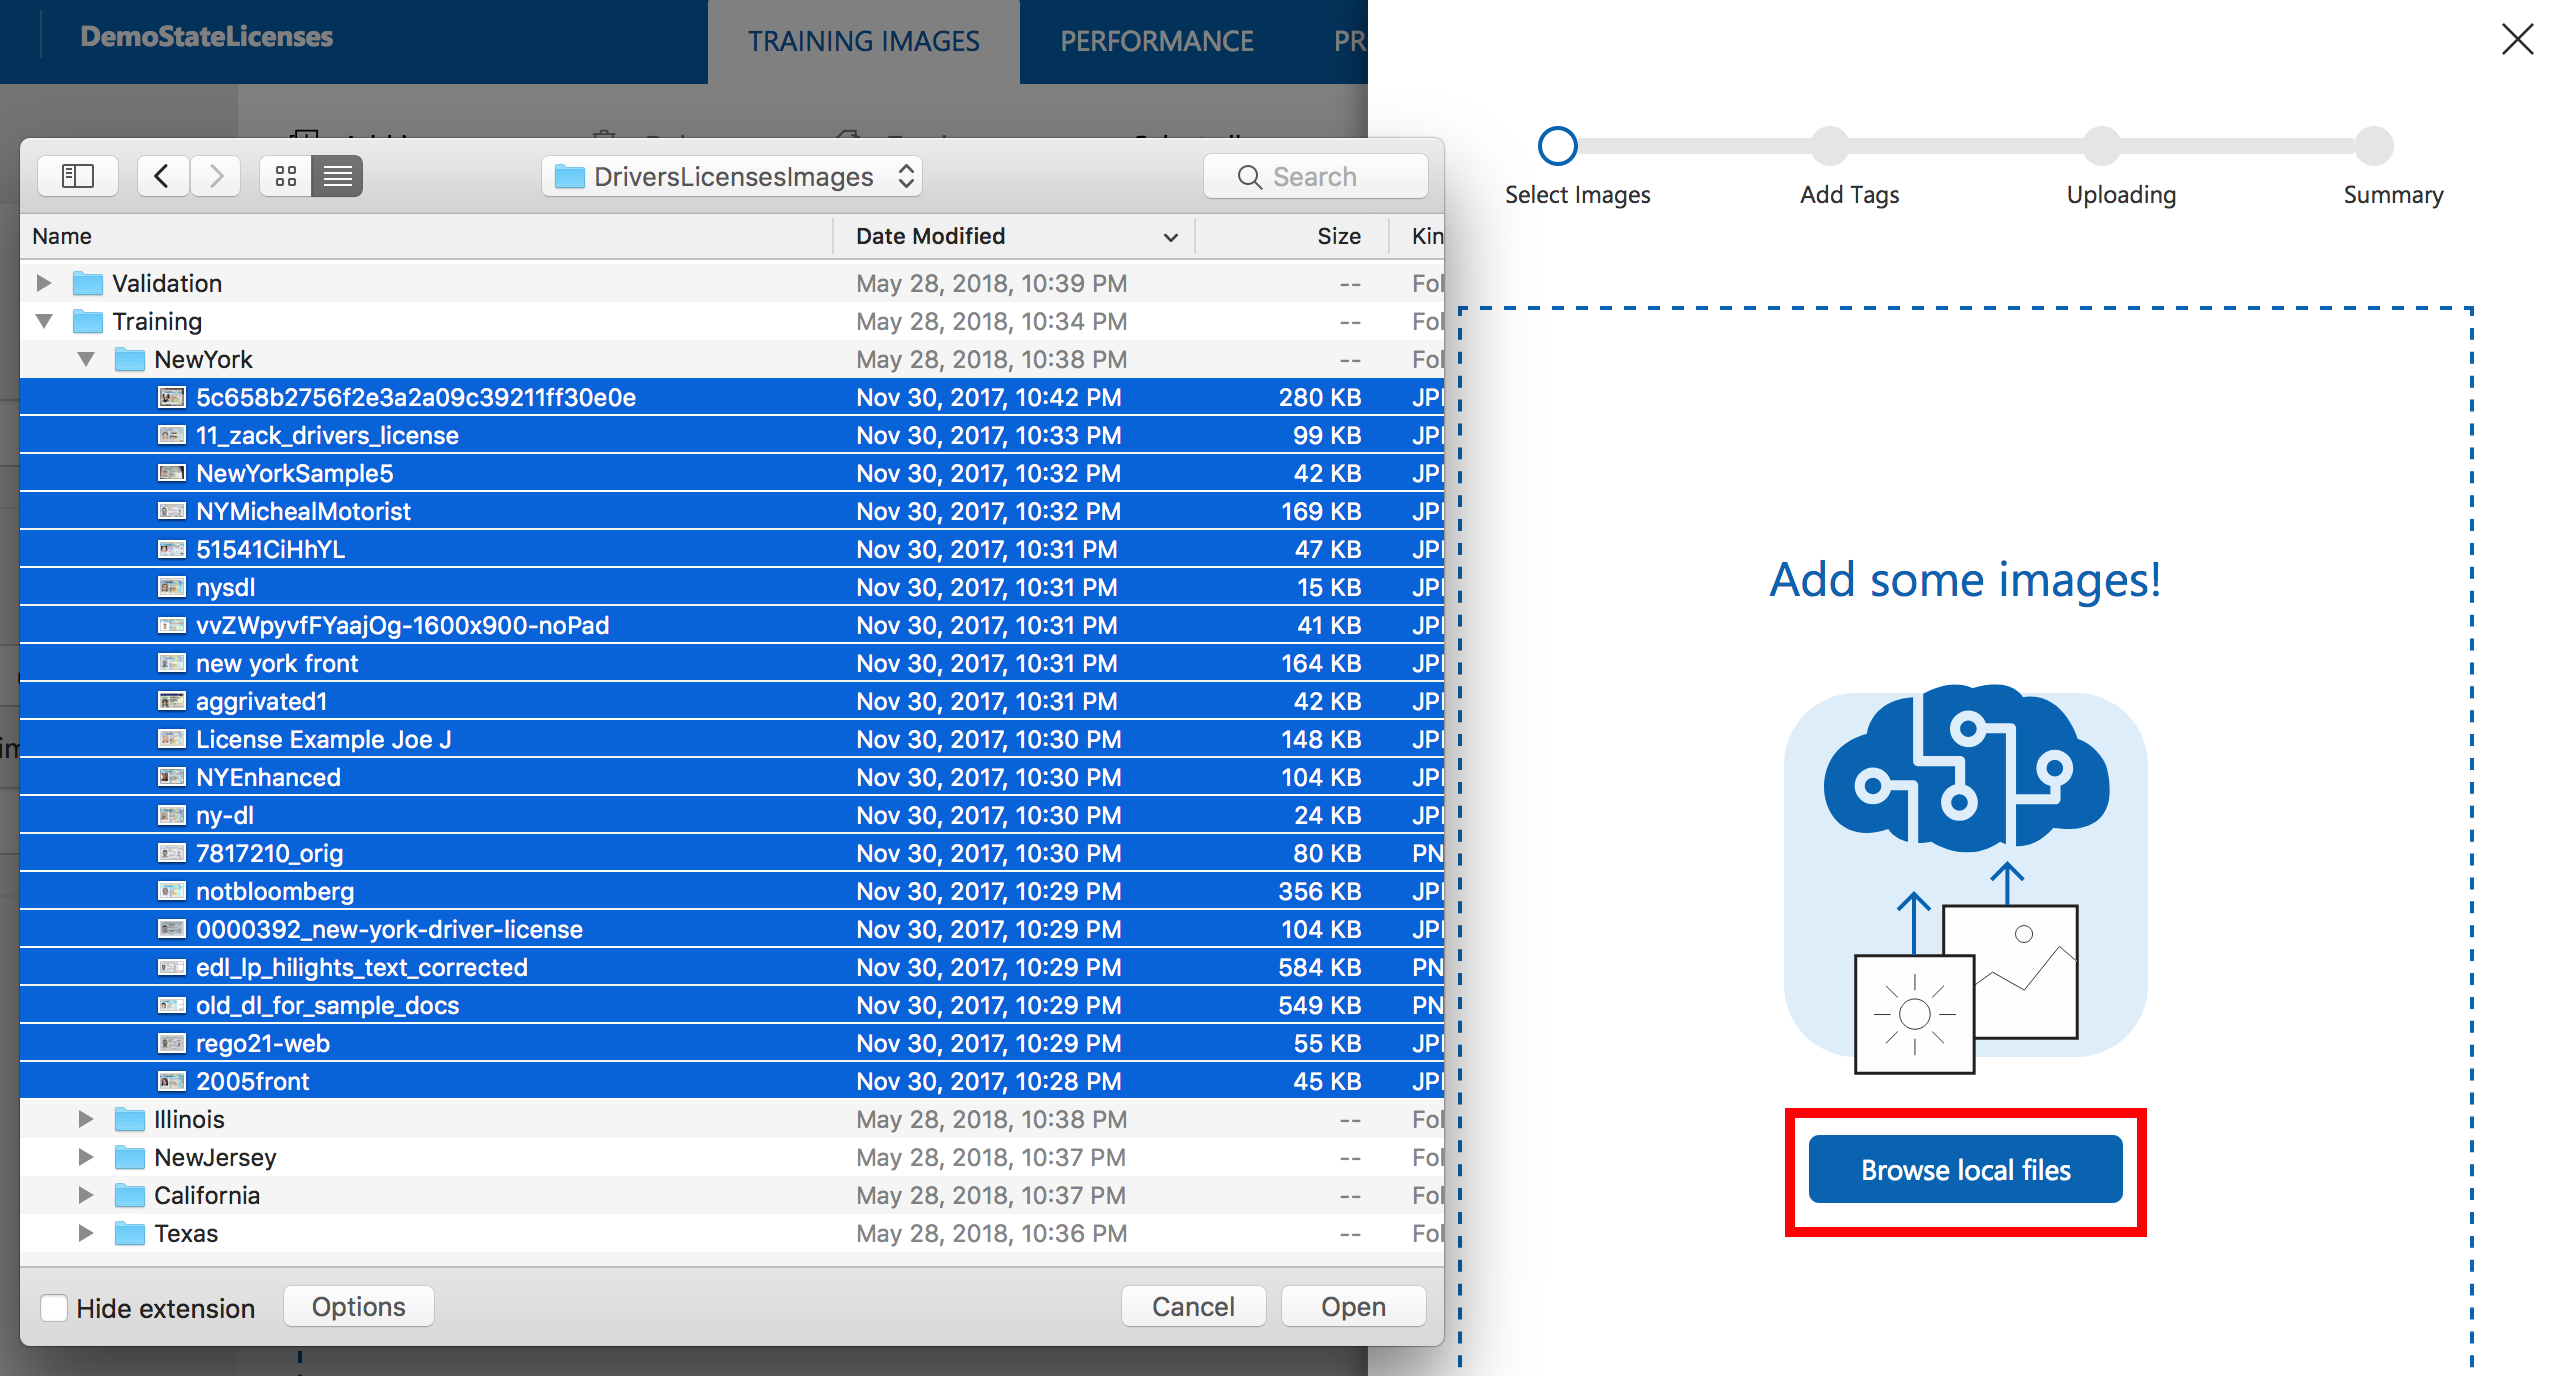 DemoStateLicenses
TRAINING IMAGES
PERFORMANCE
PR
DriversLicensesImages
Search
Name
Date Modified
Size
Kin
Validation
May 28, 2018, 10:39 PM
--
Fol
Training
May 28, 2018, 10:34 PM
--
Fol
NewYork
May 28, 2018, 10:38 PM
--
Fol
5c658b2756f2e3a2a09c39211ff30e0e
Nov 30, 2017, 10:42 PM
280 KB
JPI
11_zack_drivers_license
Nov 30, 2017, 10:33 PM
99 KB
JPI
NewYorkSample5
Nov 30, 2017, 10:32 PM
42 KB
JPI
NYMichealMotorist
Nov 30, 2017, 10:32 PM
169 KB
JPI
51541CiHhYL
Nov 30, 2017, 10:31 PM
47 KB
JPI
nysdl
Nov 30, 2017, 10:31 PM
15 KB
JPI
vvZWpyvfFYaajOg-1600x900-noPad
Nov 30, 2017, 10:31 PM
41 KB
JPI
new york front
Nov 30, 2017, 10:31 PM
164 KB
JPI
aggrivated1
Nov 30, 2017, 10:31 PM
42 KB
JPI
License Example Joe J
Nov 30, 2017, 10:30 PM
148 KB
JPI
NYEnhanced
Nov 30, 2017, 10:30 PM
104 KB
JPI
ny-dl
Nov 30, 2017, 10:30 PM
24 KB
JPI
7817210_orig
Nov 30, 2017, 10:30 PM
80 KB
PN
notbloomberg
Nov 30, 2017, 10:29 PM
356 KB
JPI
0000392_new-york-driver-license
Nov 30, 2017, 10:29 PM
104 KB
JPI
edl_lp_hilights_text_corrected
Nov 30, 2017, 10:29 PM
584 KB
PN
old_dl_for_sample_docs
Nov 30, 2017, 10:29 PM
549 KB
PN
rego21-web
Nov 30, 2017, 10:29 PM
55 KB
JPI
2005front
Nov 30, 2017, 10:28 PM
45 KB
JPI
Illinois
May 28, 2018, 10:38 PM
--
Fol
NewJersey
May 28, 2018, 10:37 PM
--
Fol
California
May 28, 2018, 10:37 PM
--
Fol
Texas
May 28, 2018, 10:36 PM
--
Fol
Hide extension
Options
Cancel
Open
Select Images
Add Tags
Uploading
Summary
Add some images!
Browse local files